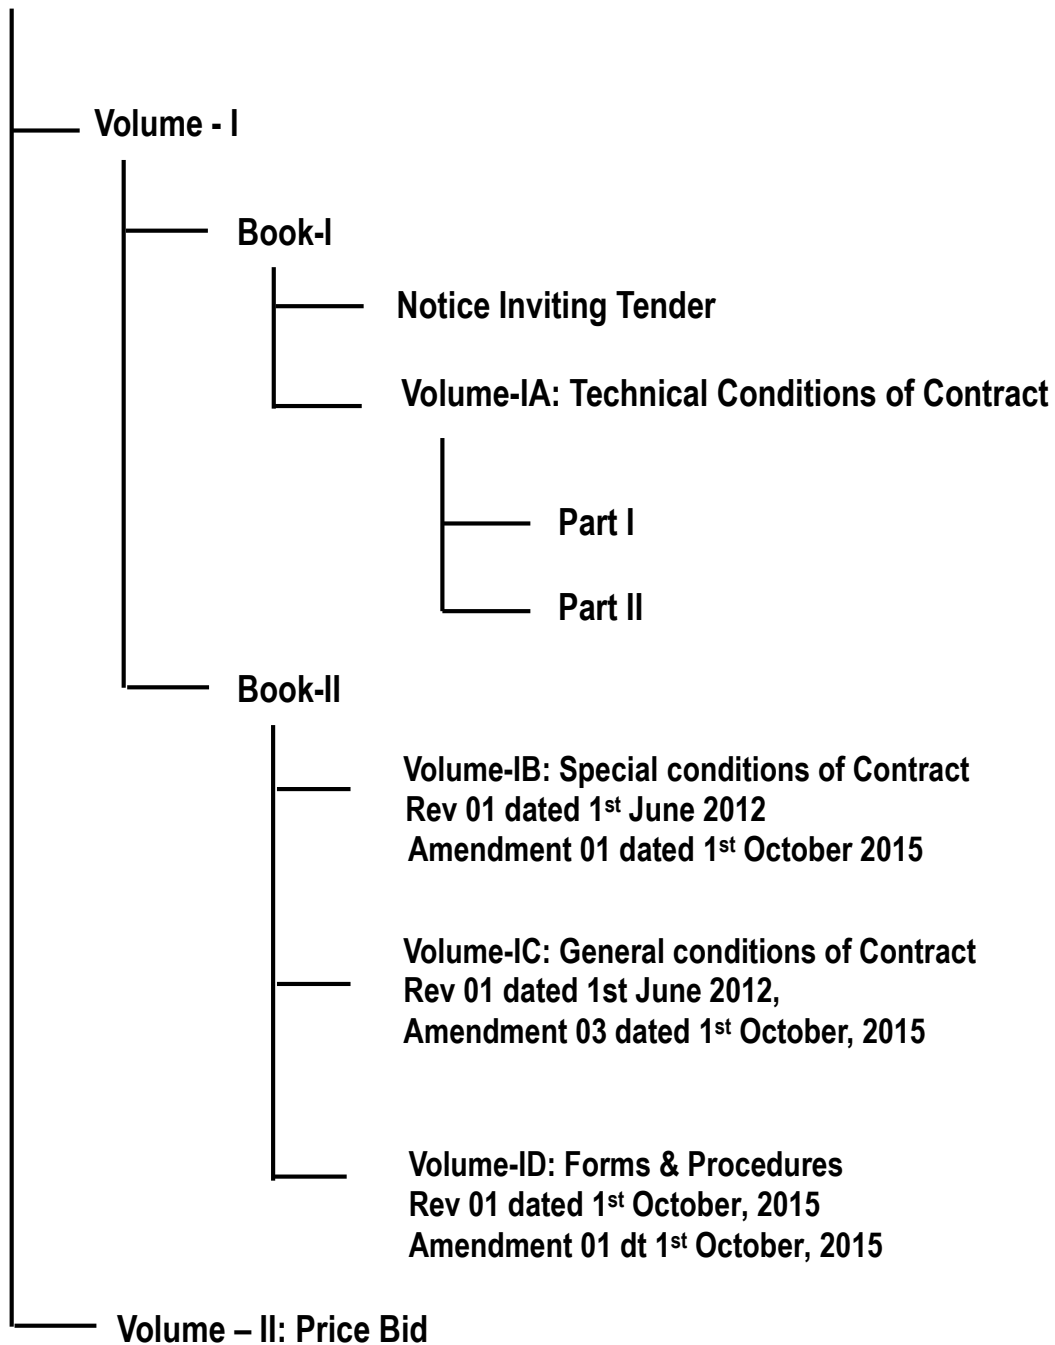 Volume - I
Book-I
Notice Inviting Tender
Volume-IA: Technical Conditions of Contract
Part I
Part II
Book-II
Volume-IB: Special conditions of Contract
Rev 01 dated 1st June 2012
Amendment 01 dated 1st October 2015
Volume-IC: General conditions of Contract
Rev 01 dated 1st June 2012,
Amendment 03 dated 1st October, 2015
Volume-ID: Forms & Procedures
Rev 01 dated 1st October, 2015
Amendment 01 dt 1st October, 2015
Volume – II: Price Bid